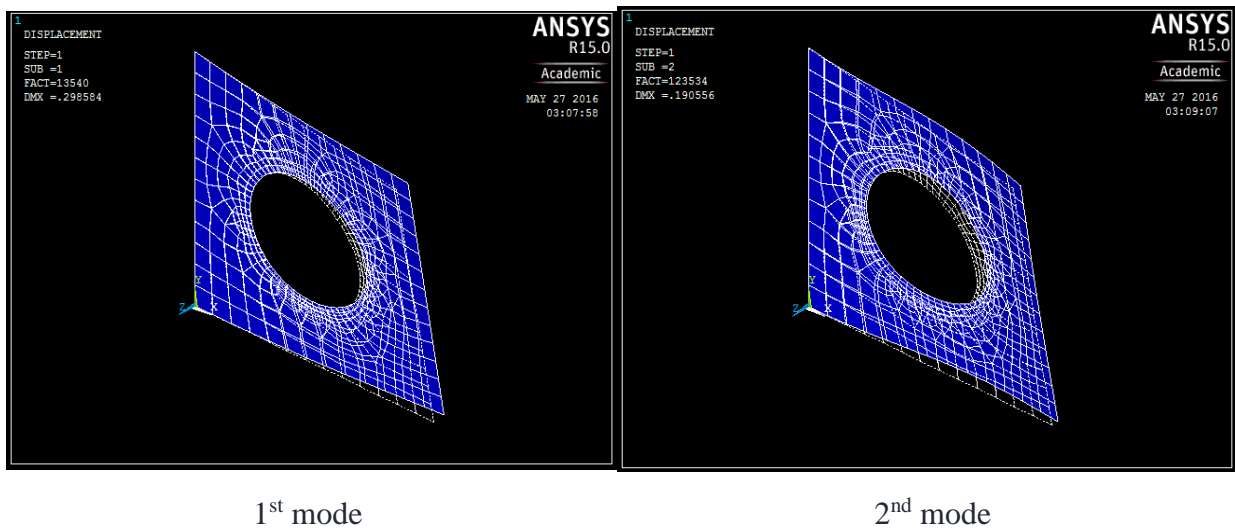 1
DISPLACEMENT
STEP=1
SUB =1
FACT=13540
DMX =.298584
ANSYS
R15.0
Academic
MAY 27 2016
03:07:58
Y
Z X
1
DISPLACEMENT
STEP=1
SUB =2
FACT=123534
DMX =.190556
ANSYS
R15.0
Academic
MAY 27 2016
03:09:07
Y
Z X
1st mode
2nd mode